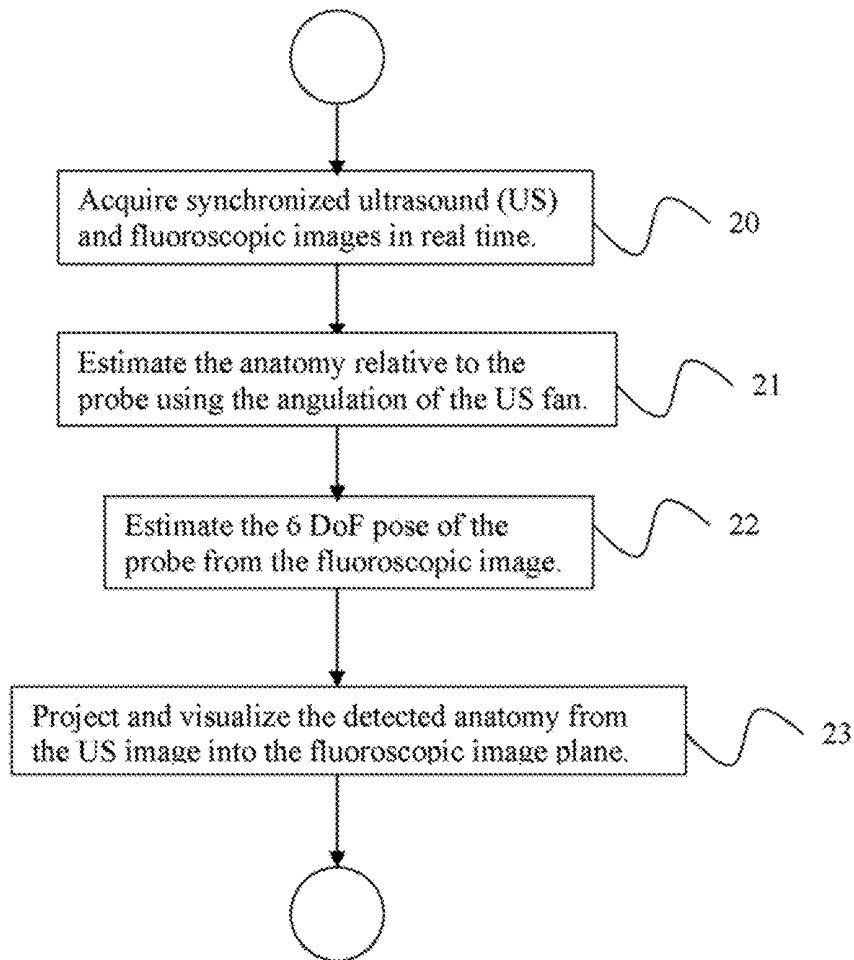 Acquire synchronized ultrasound (US)
and fluoroscopic images in real time.
20
Estimate the anatomy relative to the
probe using the angulation of the US fan.
21
Estimate the 6 DoF pose of the
probe from the fluoroscopic image.
22
Project and visualize the detected anatomy from
the US image into the fluoroscopic image plane.
23